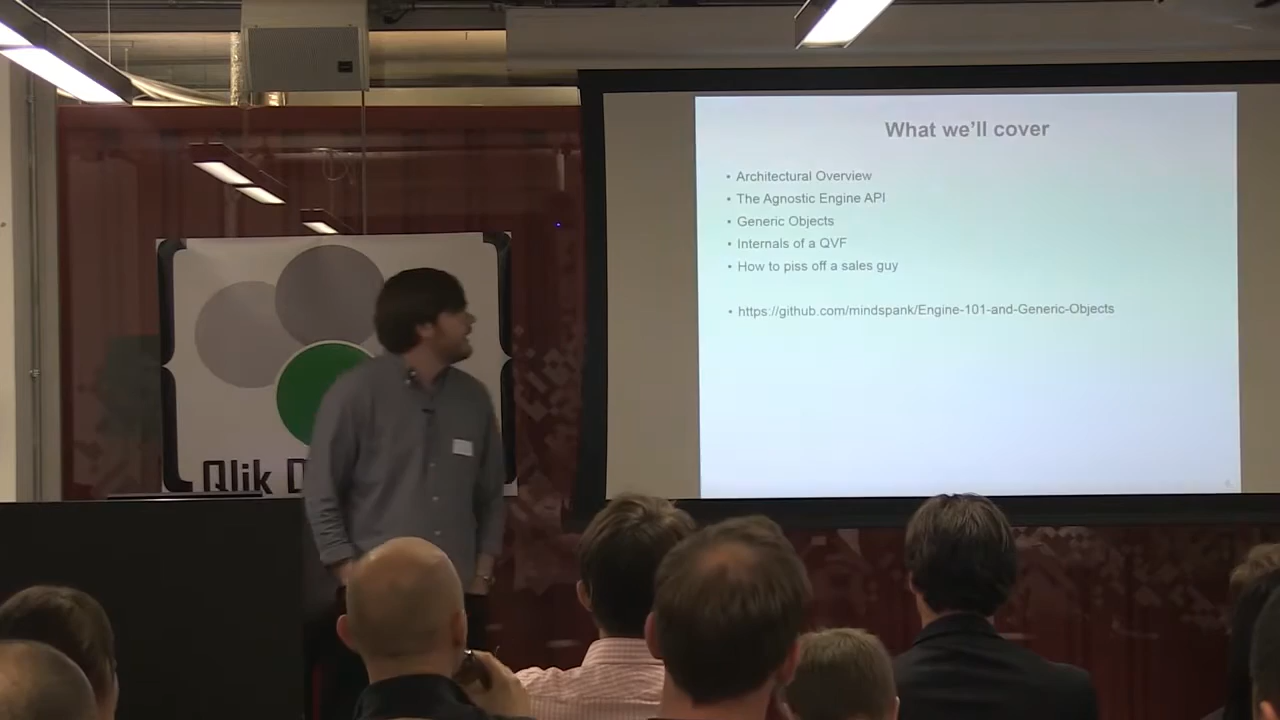 What we'll cover
• Architectural Overview
• The Agnostic Engine API
• Generic Objects
• Internals of a QVF
• How to piss off a sales guy
• https://github.com/mindspank/Engine-101-and-Generic-Objects
Qlik D